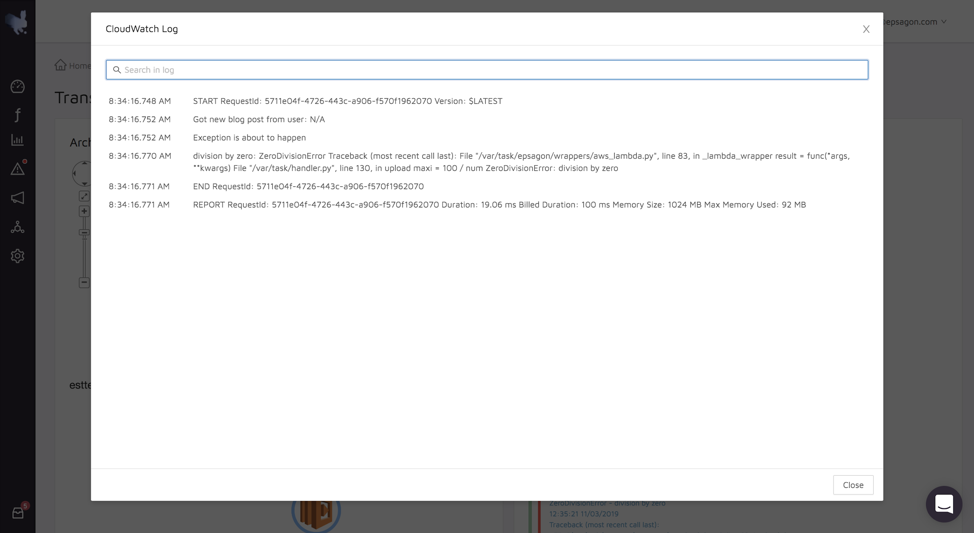 CloudWatch Log
X
epsagon.com
Search in log
Home
Trans
Arch
8:34:16.748 AM START RequestId: 5711e04f-4726-443c-a906-f570f1962070 Version: $LATEST
8:34:16.752 AM Got new blog post from user: N/A
8:34:16.752 AM Exception is about to happen
8:34:16.770 AM division by zero: ZeroDivisionError Traceback (most recent call last): File "/var/task/epsagon/wrappers/aws_lambda.py", line 83, in _lambda_wrapper result = func(*args,
**kwargs) File "/var/task/handler.py", line 130, in upload maxi = 100 / num ZeroDivisionError: division by zero
8:34:16.771 AM END RequestId: 5711e04f-4726-443c-a906-f570f1962070
8:34:16.771 AM REPORT RequestId: 5711e04f-4726-443c-a906-f570f1962070 Duration: 19.06 ms Billed Duration: 100 ms Memory Size: 1024 MB Max Memory Used: 92 MB
estte
Close
ZeroDivisionError - division by zero
12:35:21 11/03/2019
Traceback (most recent call last):